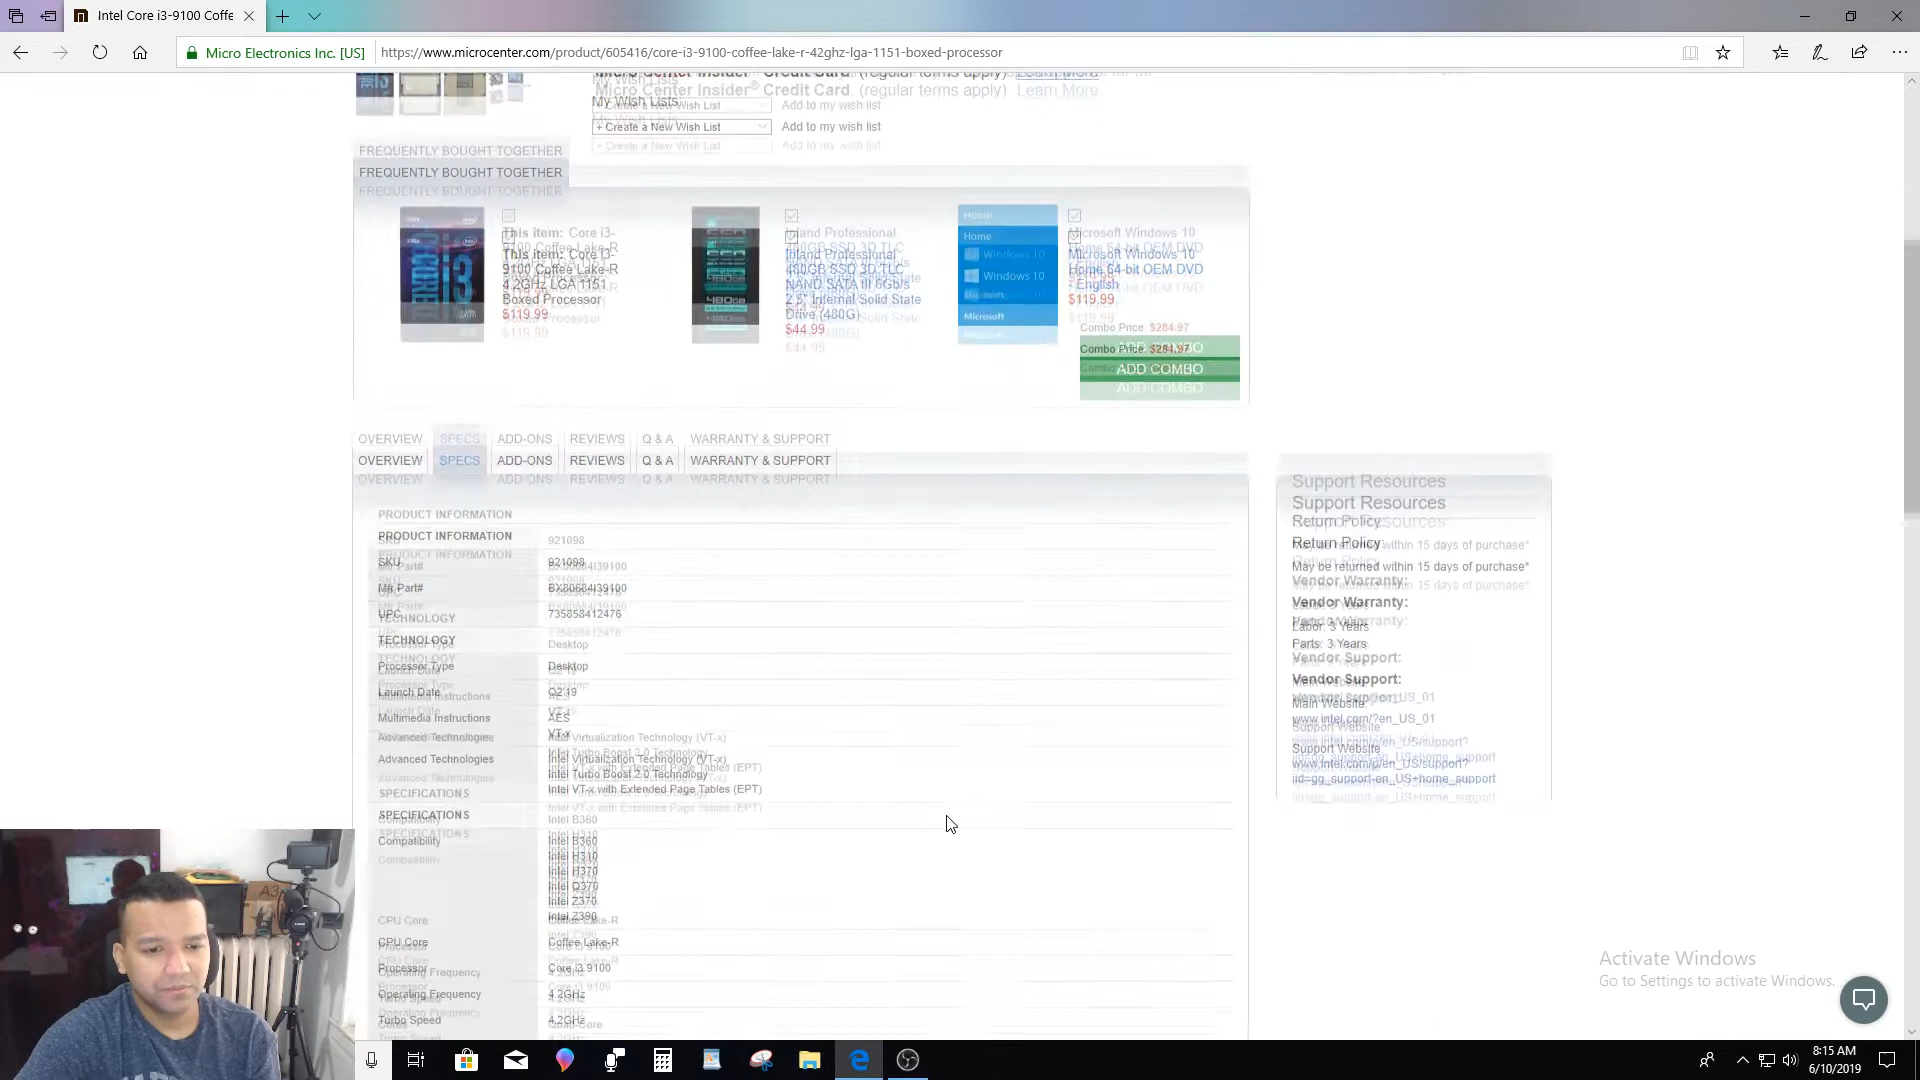 Intel Core i3-9100 Coffe
Micro Electronics Inc. [US]
https://www.microcenter.com/product/605416/core-i3-9100-coffee-lake-r-42ghz-lga-1151-boxed-processor
Micro Center Insider® Credit Card. (regular terms apply) Learn More
My Wish Lists:
+ Create a New Wish List
Add to my wish list
FREQUENTLY BOUGHT TOGETHER
This item: Core i3-
9100 Coffee Lake-R
4.2GHz LGA 1151
Boxed Processor
$119.99
Inland Professional
480GB SSD 3D TLC
NAND SATA III 6Gb/s
2.5" Internal Solid State
Drive (480G)
$44.99
Home
Windows 10
Microsoft
Microsoft Windows 10
Home 64-bit OEM DVD
- English
$119.99
Combo Price: $284.97
ADD COMBO
OVERVIEW
SPECS
ADD-ONS
REVIEWS
Q & A
WARRANTY & SUPPORT
PRODUCT INFORMATION
SKU 921098
Mfr Part# BX80684I39100
UPC 735858412476
TECHNOLOGY
Processor Type Desktop
Launch Date Q2'19
Multimedia Instructions AES
VT-x
Advanced Technologies Intel Virtualization Technology (VT-x)
Intel Turbo Boost 2.0 Technology
Intel VT-x with Extended Page Tables (EPT)
SPECIFICATIONS
Compatibility Intel B360
Intel H310
Intel H370
Intel Q370
Intel Z370
Intel Z390
CPU Core Coffee Lake-R
Processor Core i3 9100
Operating Frequency 4.2GHz
Turbo Speed 4.2GHz
Support Resources
Return Policy:
May be returned within 15 days of purchase*
Vendor Warranty:
Labor: 3 Years
Parts: 3 Years
Vendor Support:
Main Website:
www.intel.com/?en_US_01
Support Website:
www.intel.com/p/en_US/support?
iid=gg_support-en_US+home_support
Activate Windows
Go to Settings to activate Windows.
8:15 AM
6/10/2019